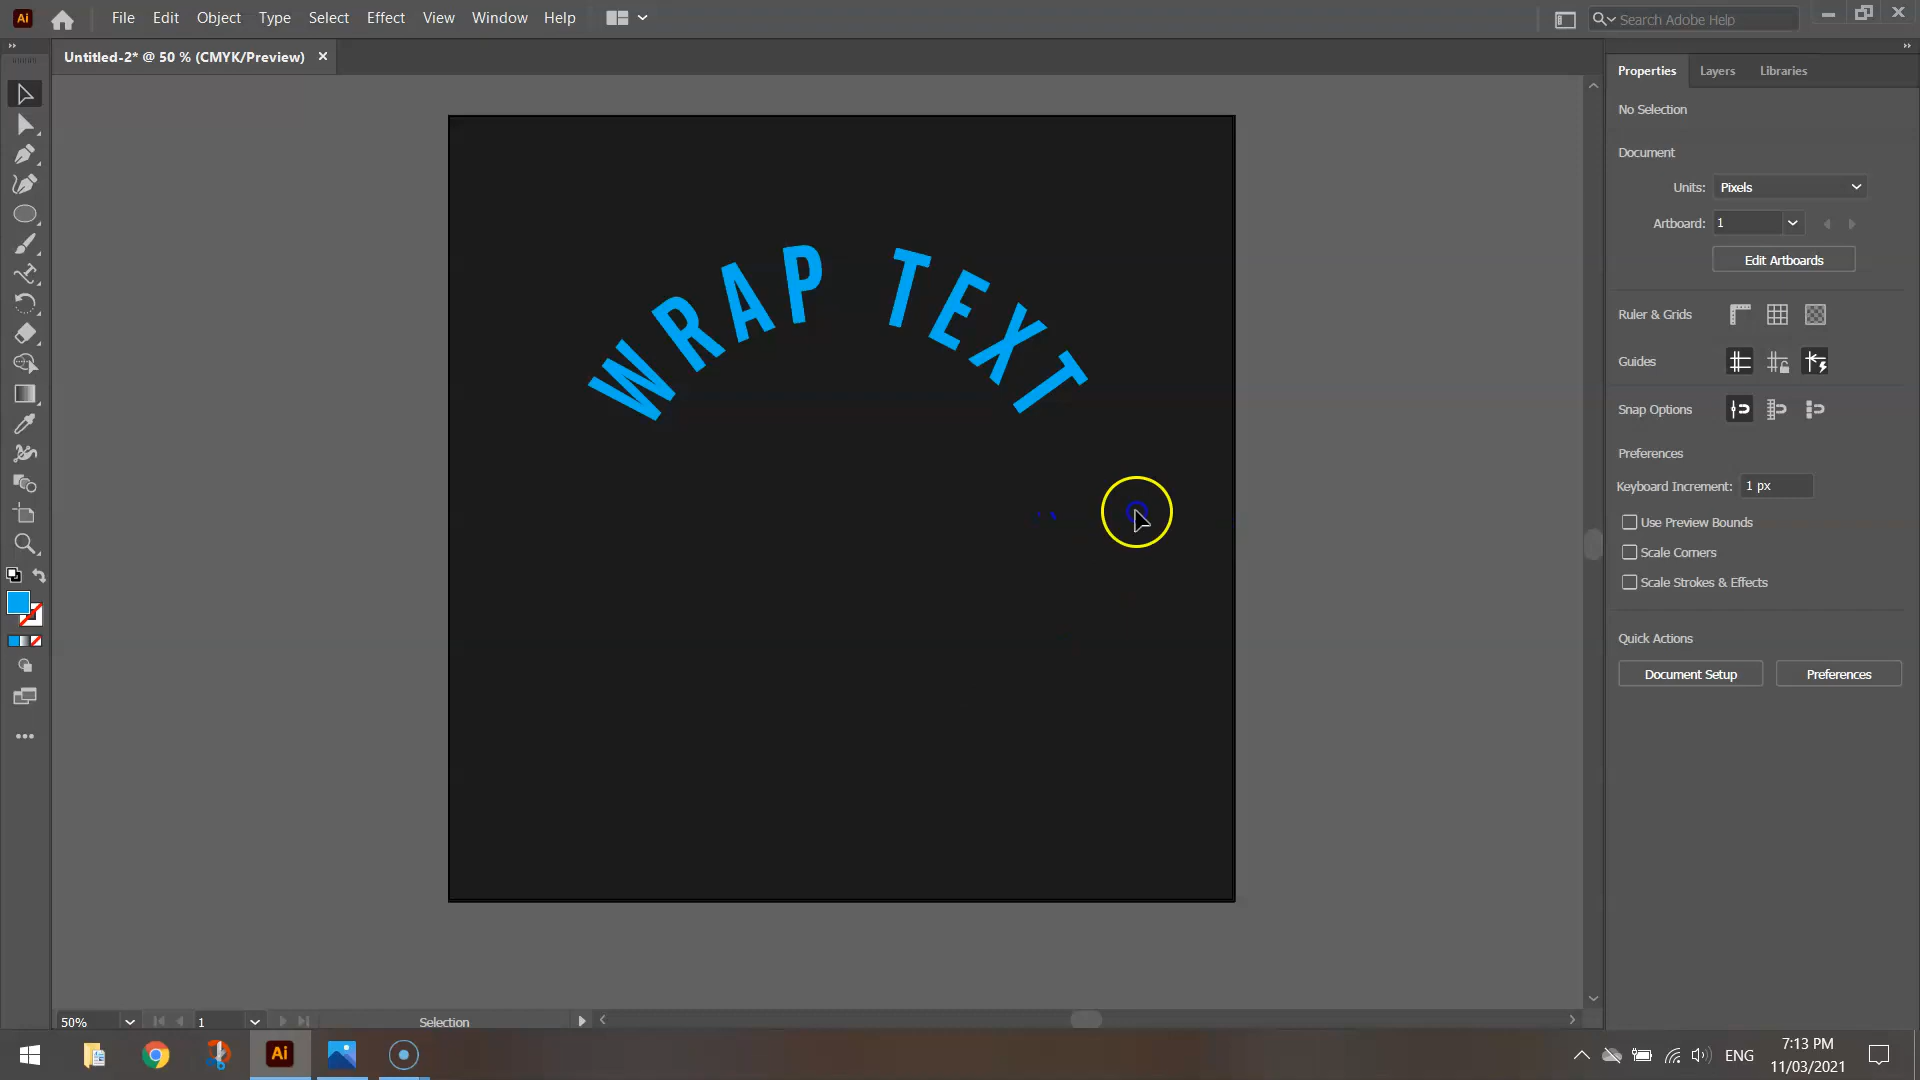 Ai File Edit Object Type Select Effect View Window Help Search Adobe Help
Untitled-2* @ 50 % (CMYK/Preview)
Properties Layers Libraries
No Selection
Document
Units: Pixels
Artboard: 1
Edit Artboards
Ruler & Grids
Guides
Snap Options
Preferences
Keyboard Increment: 1 px
Use Preview Bounds
Scale Corners
Scale Strokes & Effects
Quick Actions
Document Setup Preferences
WRAP TEXT
50% 1 Selection
Ai ENG 7:13 PM
11/03/2021